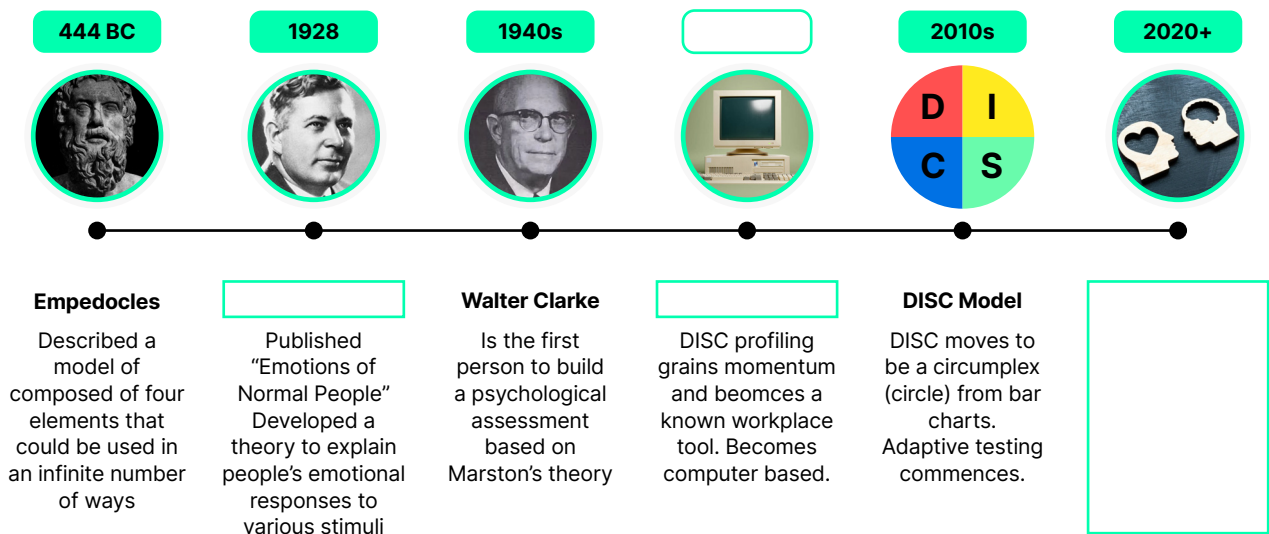 444 BC
1928
1940s
2010s
2020+
D
I
C
S
Empedocles
Described a
model of
composed of four
elements that
could be used in
an infinite number
of ways
Published
“Emotions of
Normal People”
Developed a
theory to explain
people’s emotional
responses to
various stimuli
Walter Clarke
Is the first
person to build
a psychological
assessment
based on
Marston’s theory
DISC profiling
grains momentum
and beomces a
known workplace
tool. Becomes
computer based.
DISC Model
DISC moves to
be a circumplex
(circle) from bar
charts.
Adaptive testing
commences.